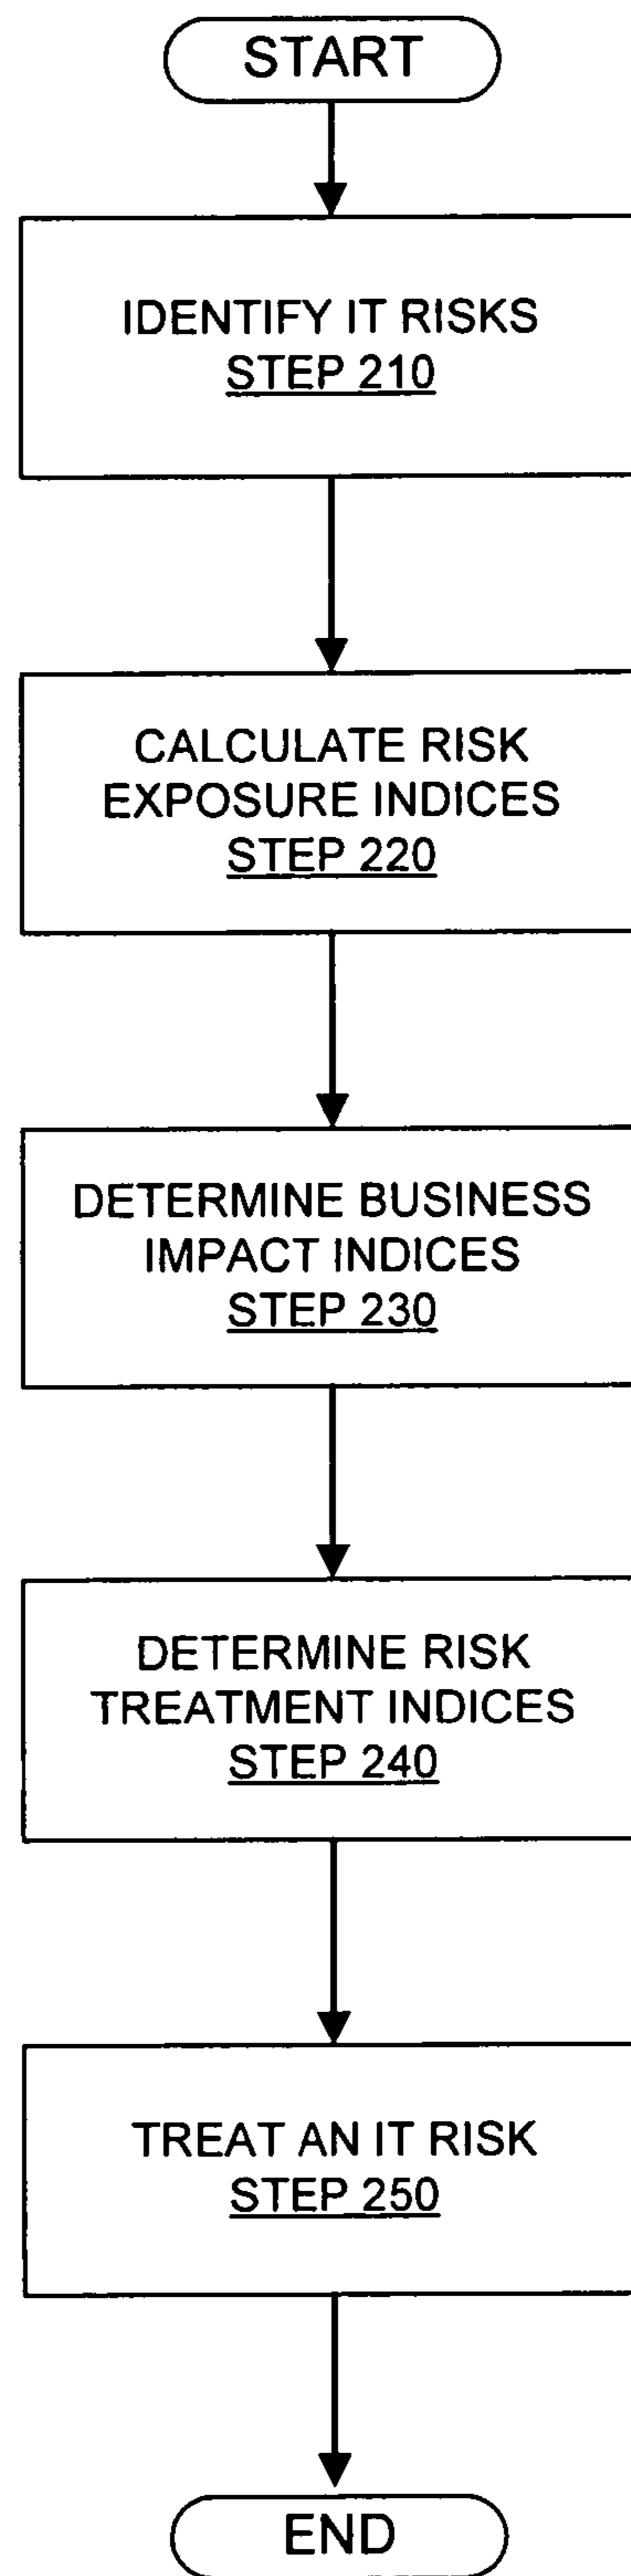 START
IDENTIFY IT RISKS
STEP 210
CALCULATE RISK
EXPOSURE INDICES
STEP 220
DETERMINE BUSINESS
IMPACT INDICES
STEP 230
DETERMINE RISK
TREATMENT INDICES
STEP 240
TREAT AN IT RISK
STEP 250
END